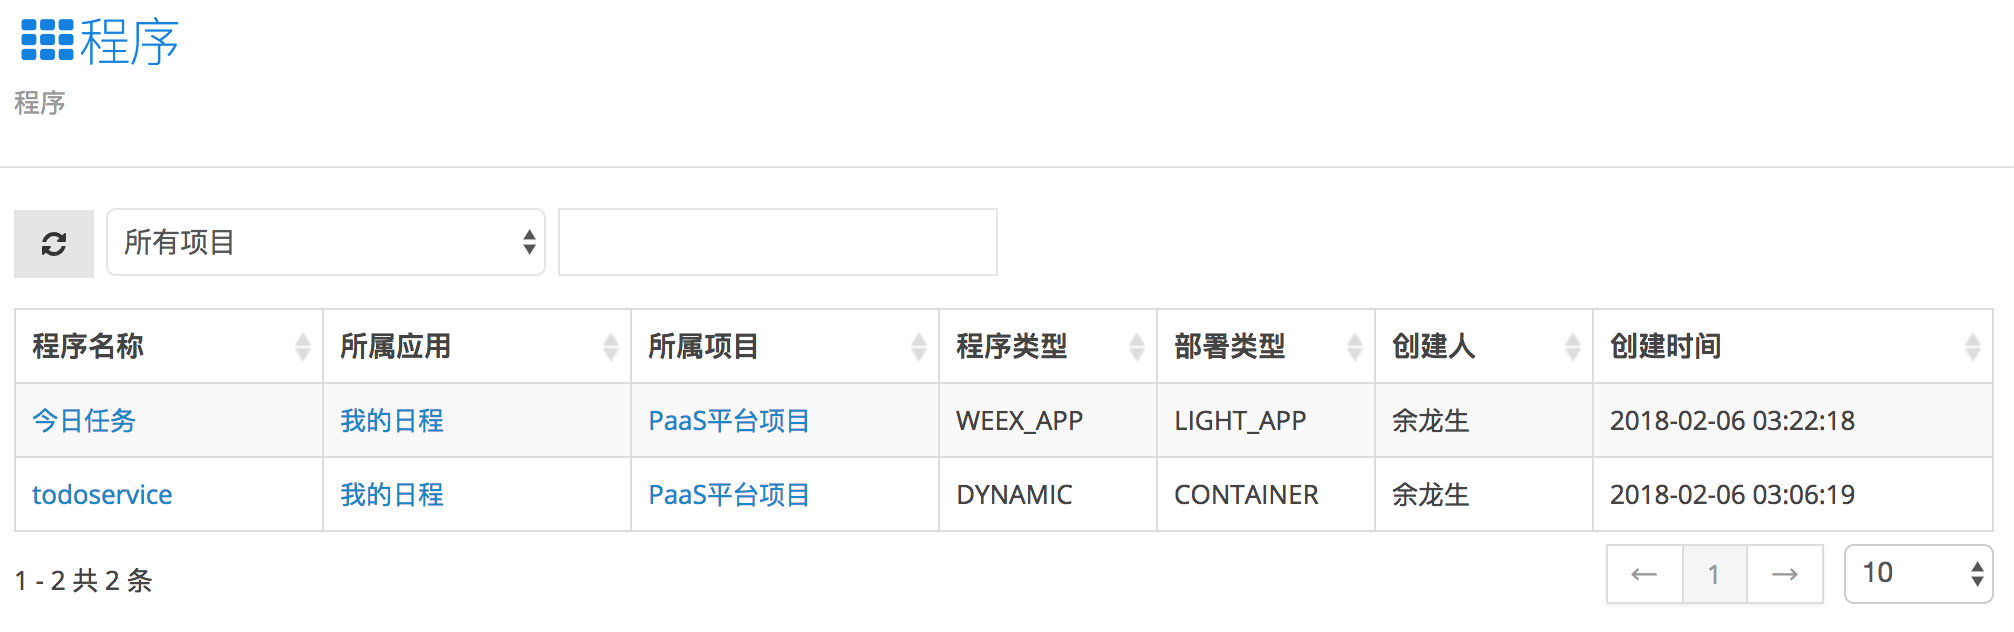 程序
程序
所有项目
程序名称 所属应用 所属项目 程序类型 部署类型 创建人 创建时间
今日任务 我的日程 PaaS平台项目 WEEX_APP LIGHT_APP 余龙生 2018-02-06 03:22:18
todoservice 我的日程 PaaS平台项目 DYNAMIC CONTAINER 余龙生 2018-02-06 03:06:19
1 - 2 共 2 条 ← 1 → 10